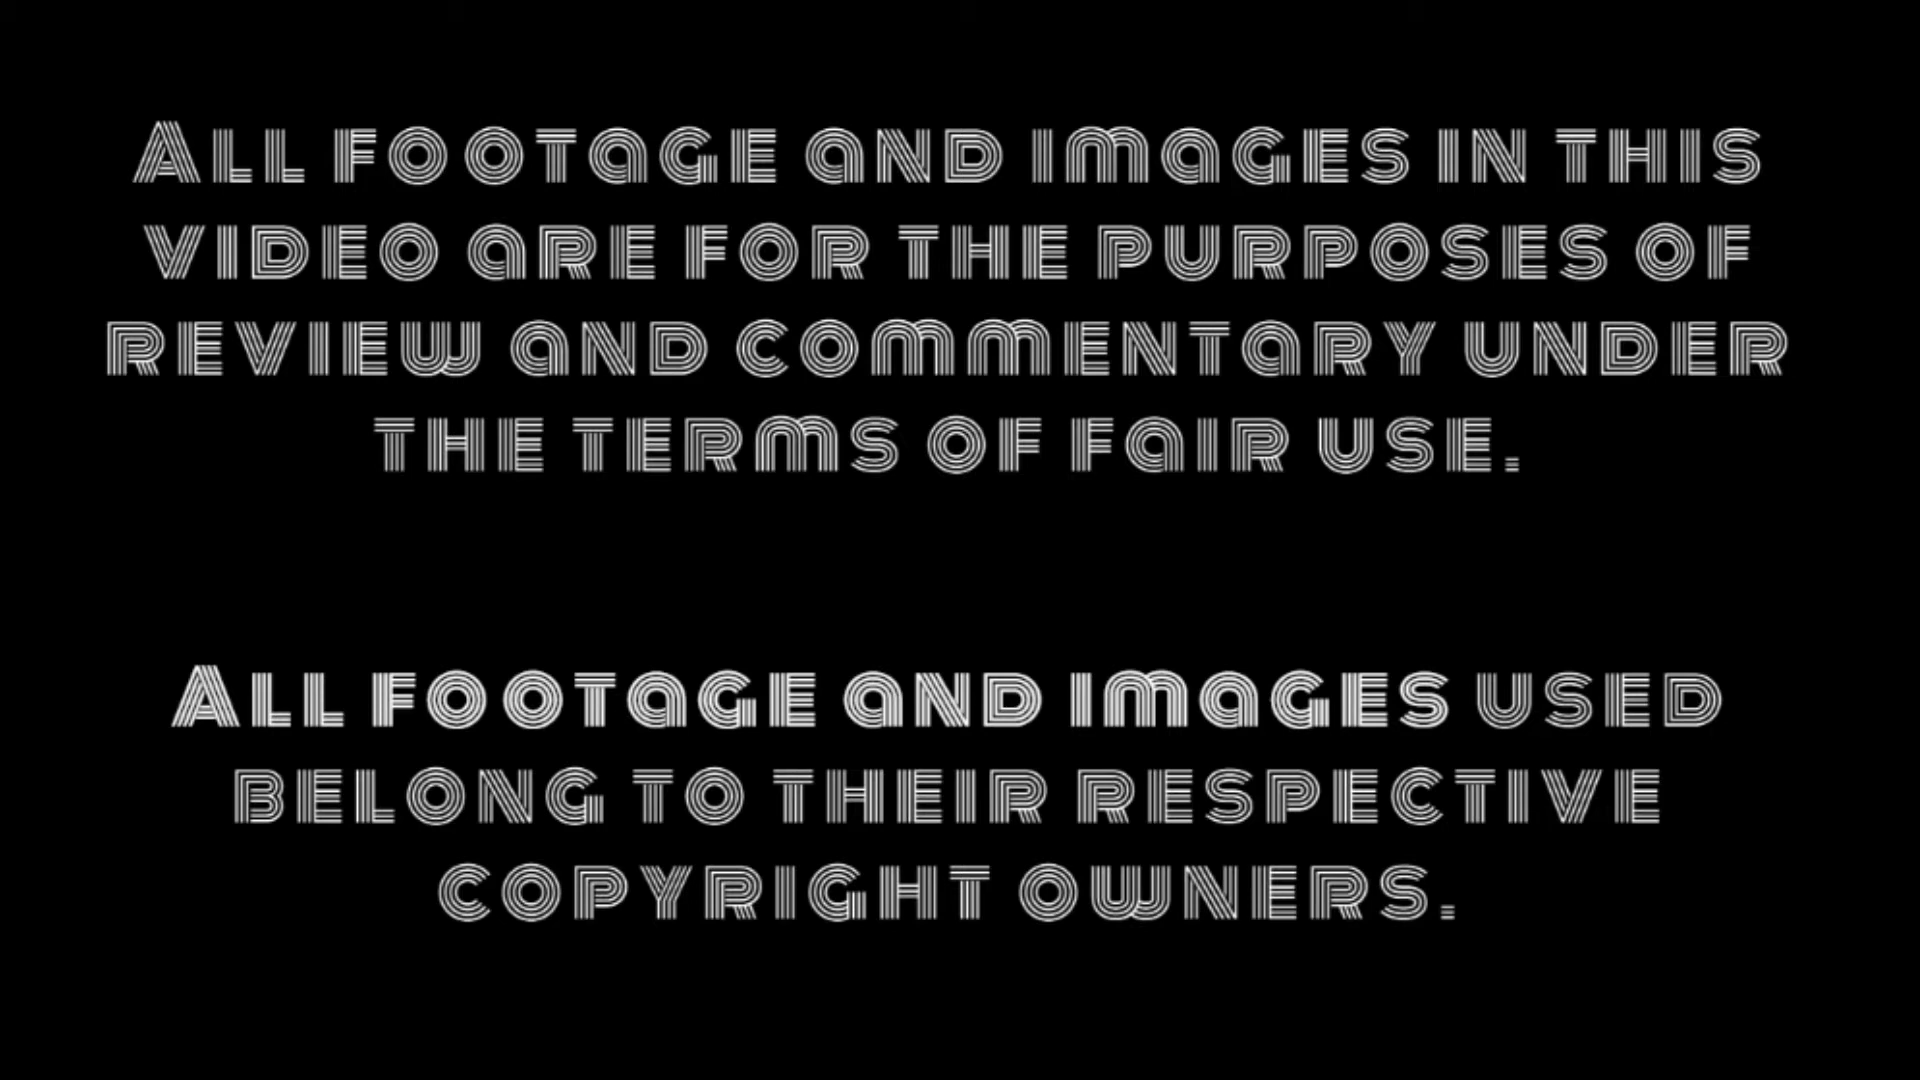 All footage and images in this
video are for the purposes of
review and commentary under
the terms of Fair Use.
All footage and images used
belong to their respective
copyright owners.